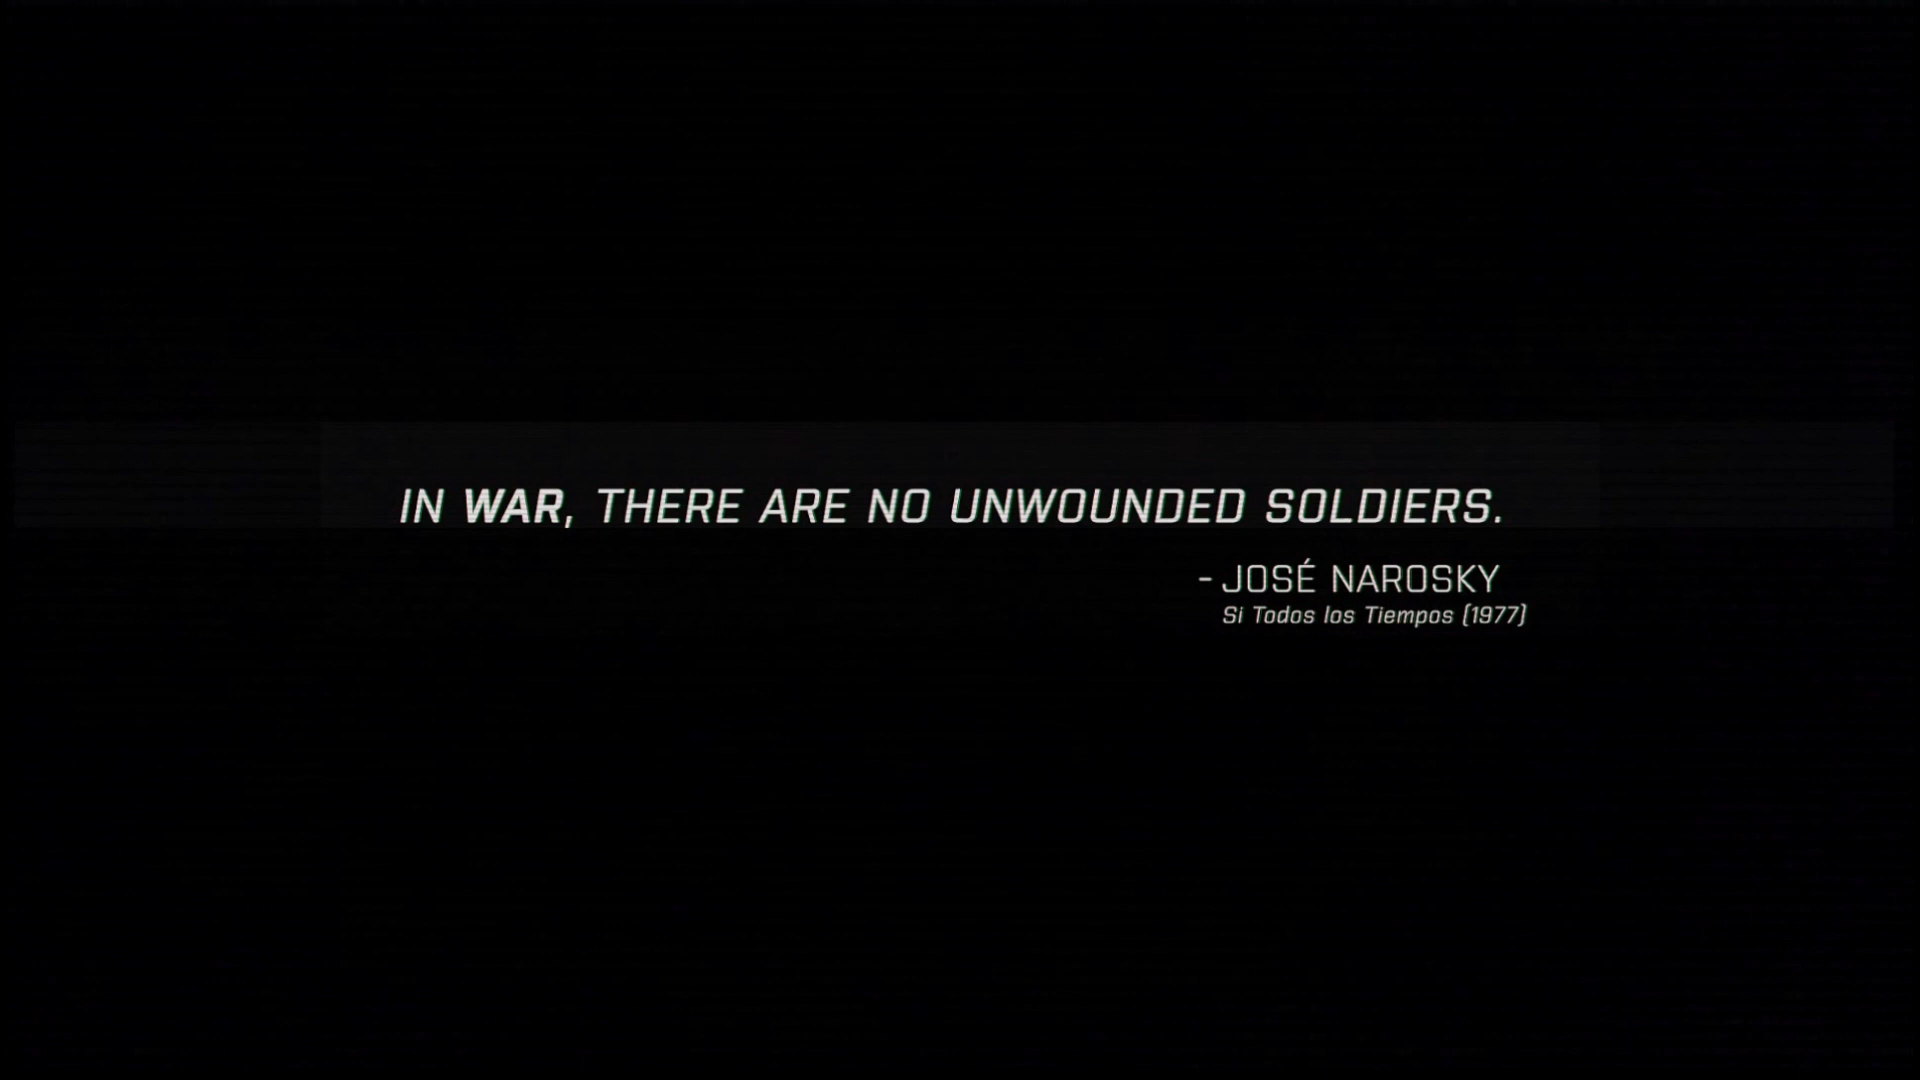 IN WAR, THERE ARE NO UNWOUNDED SOLDIERS.
- JOSÉ NAROSKY
Si Todos los Tiempos (1977)